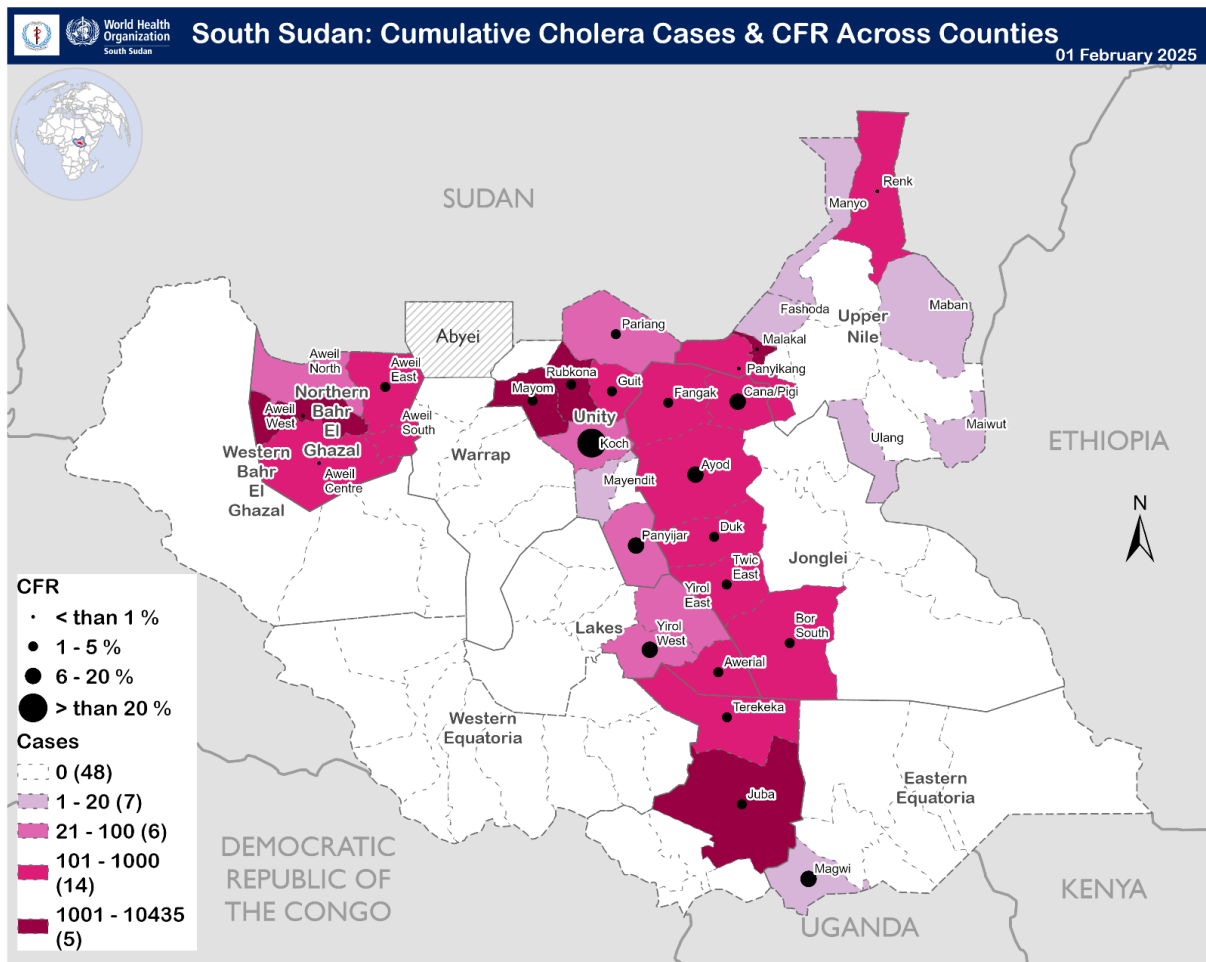 World Health
Organization
South Sudan
South Sudan: Cumulative Cholera Cases & CFR Across Counties
01 February 2025
SUDAN
Renk
Manyo
Maban
Fashoda
Upper
Nile
Abyei
Pariang
Malakal
Panyikang
Aweil
North
Aweil
East
Rubkona
Mayom
Guit
Fangak
Cana/Pigi
Northern
Bahr
El
Ghazal
Aweil
West
Aweil
South
Unity
Koch
Ulang
Maiwut
ETHIOPIA
Western
Bahr
El
Ghazal
Aweil
Centre
Warrap
Mayendit
Ayod
N
Panyijar
Duk
Twic
East
Jonglei
Yirol
East
Lakes
Yirol
West
Bor
South
Awerial
Terekeka
Western
Equatoria
Eastern
Equatoria
Juba
Magwi
DEMOCRATIC
REPUBLIC OF
THE CONGO
UGANDA
KENYA
CFR
< than 1 %
1 - 5 %
6 - 20 %
> than 20 %
Cases
0 (48)
1 - 20 (7)
21 - 100 (6)
101 - 1000
(14)
1001 - 10435
(5)